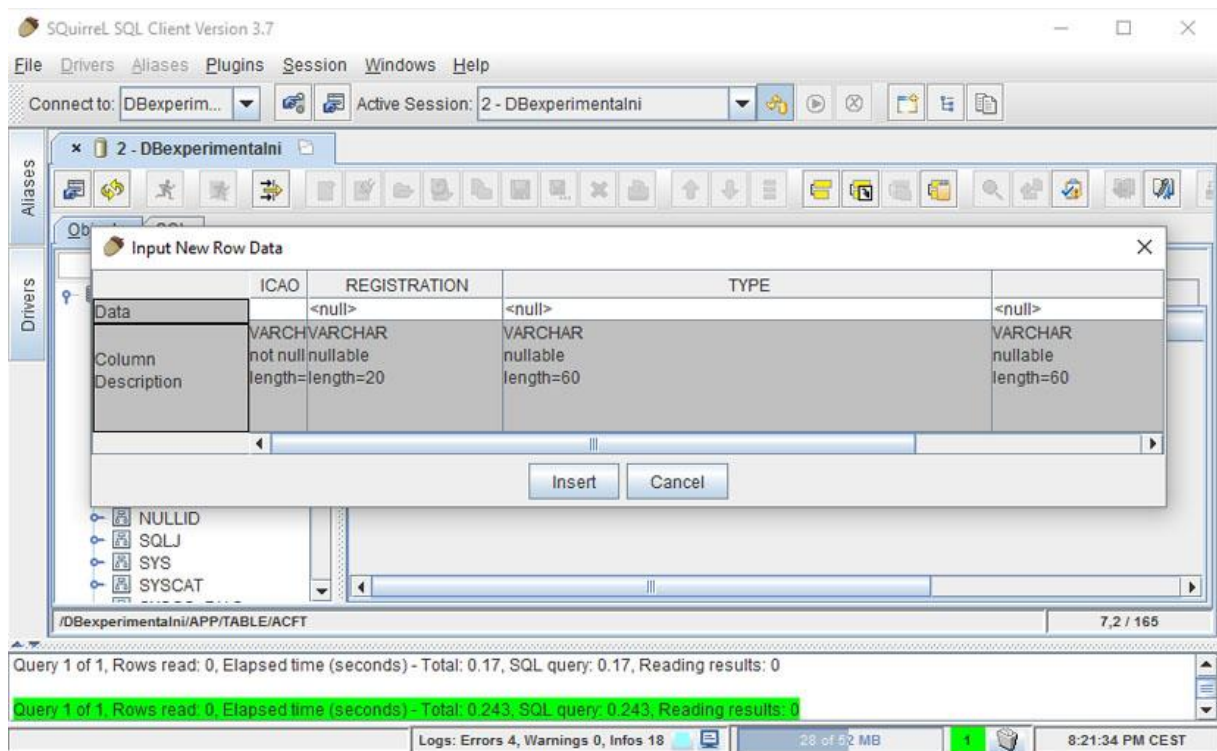 SQuirreL SQL Client Version 3.7
File Drivers Aliases Plugins Session Windows Help
Connect to: DBexperim... Active Session: 2 - DBexperimentalni
2 - DBexperimentalni
Aliases
Drivers
Ob
Input New Row Data
ICAO REGISTRATION TYPE
Data <null> <null> <null>
VARCH VARCHAR VARCHAR VARCHAR
Column not null nullable nullable nullable
Description length= length=20 length=60 length=60
Insert Cancel
NULLID
SQLJ
SYS
SYSCAT
/DBexperimentalni/APP/TABLE/ACFT 7,2 / 165
Query 1 of 1, Rows read: 0, Elapsed time (seconds) - Total: 0.17, SQL query: 0.17, Reading results: 0
Query 1 of 1, Rows read: 0, Elapsed time (seconds) - Total: 0.243, SQL query: 0.243, Reading results: 0
Logs: Errors 4, Warnings 0, Infos 18 28 of 52 MB 1 8:21:34 PM CEST